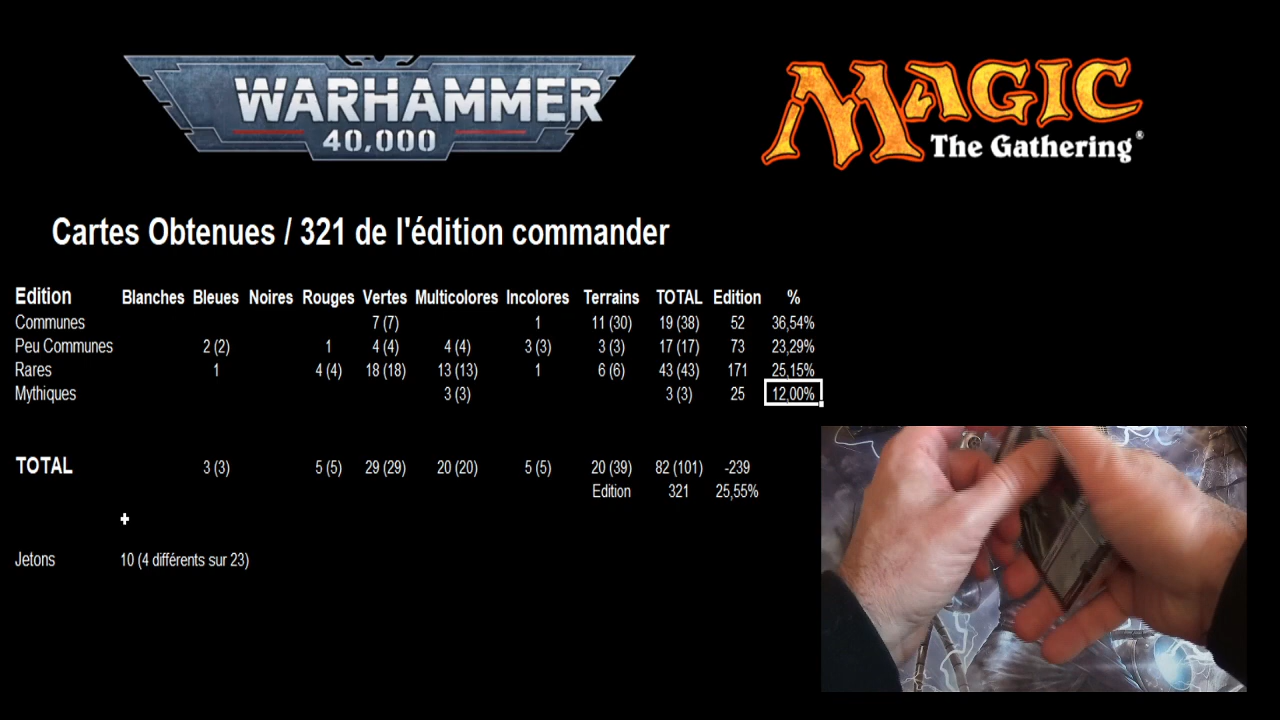 WARHAMMER
40,000
MAGIC
The Gathering®
Cartes Obtenues / 321 de l'édition commander
Edition Blanches Bleues Noires Rouges Vertes Multicolores Incolores Terrains TOTAL Edition %
Communes 7 (7) 1 11 (30) 19 (38) 52 36,54%
Peu Communes 2 (2) 1 4 (4) 4 (4) 3 (3) 3 (3) 17 (17) 73 23,29%
Rares 1 4 (4) 18 (18) 13 (13) 1 6 (6) 43 (43) 171 25,15%
Mythiques 3 (3) 3 (3) 25 12,00%
TOTAL 3 (3) 5 (5) 29 (29) 20 (20) 5 (5) 20 (39) 82 (101) -239
Edition 321 25,55%
Jetons 10 (4 différents sur 23)